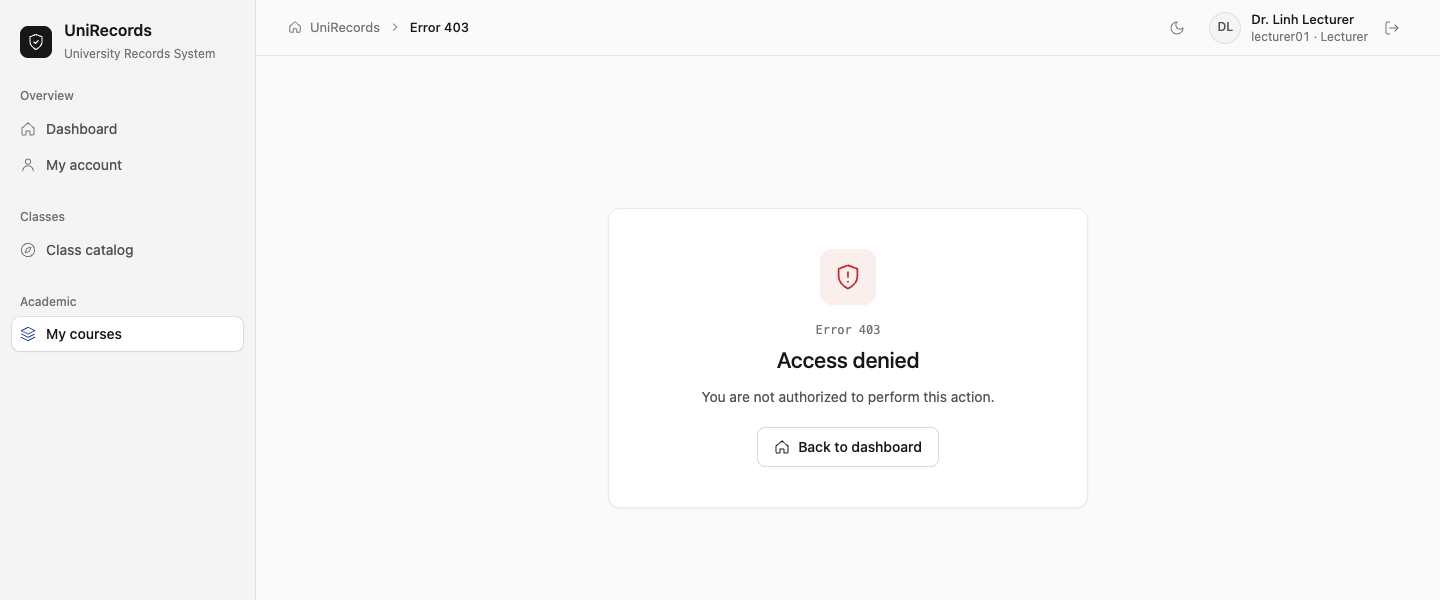 UniRecords
University Records System
Overview
Dashboard
My account
Classes
Class catalog
Academic
My courses
UniRecords > Error 403
DL
Dr. Linh Lecturer
lecturer01 · Lecturer
Error 403
Access denied
You are not authorized to perform this action.
Back to dashboard